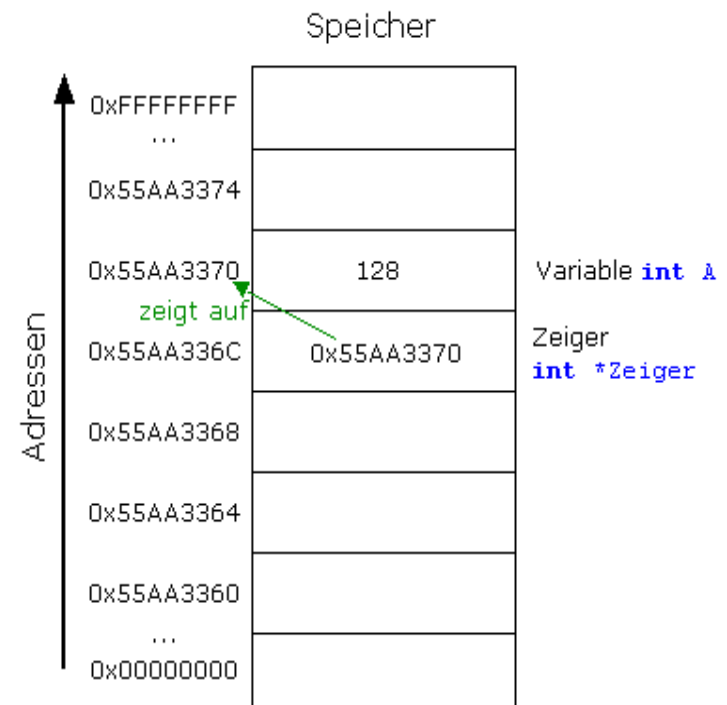 Speicher
0xFFFFFFFF
...
0x55AA3374
0x55AA3370
128
Variable int A
zeigt auf
0x55AA336C
0x55AA3370
Zeiger
int *Zeiger
0x55AA3368
0x55AA3364
0x55AA3360
...
0x00000000
Adressen